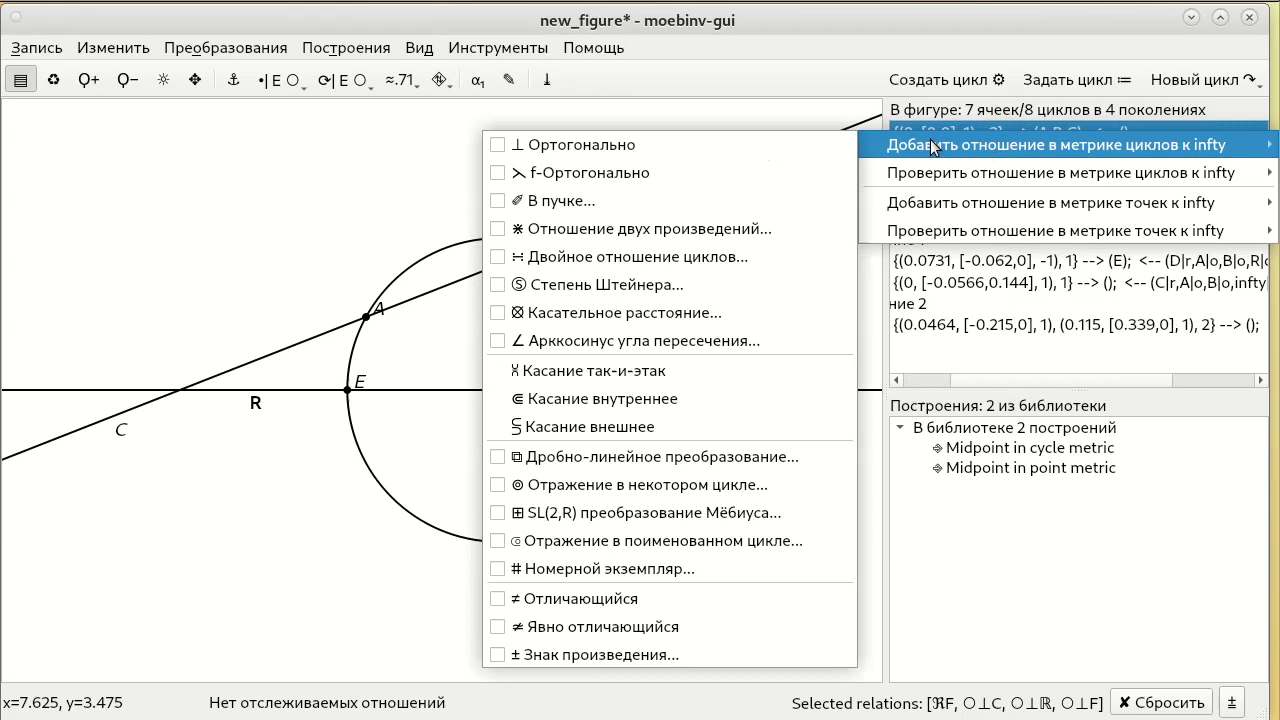 new_figure* - moebinv-gui
Запись Изменить Преобразования Построения Вид Инструменты Помощь
E E ≈.71 α₁ Создать цикл Задать цикл Новый цикл
В фигуре: 7 ячеек/8 циклов в 4 поколениях
Добавить отношение в метрике циклов к infty
Проверить отношение в метрике циклов к infty
Добавить отношение в метрике точек к infty
Проверить отношение в метрике точек к infty
⊥ Ортогонально
f-Ортогонально
В пучке...
Отношение двух произведений...
Двойное отношение циклов...
Ⓢ Степень Штейнера...
Касательное расстояние...
∠ Арккосинус угла пересечения...
Касание так-и-этак
Касание внутреннее
Касание внешнее
Дробно-линейное преобразование...
Отражение в некотором цикле...
SL(2,R) преобразование Мёбиуса...
Отражение в поименованном цикле...
# Номерной экземпляр...
≠ Отличающийся
≢ Явно отличающийся
± Знак произведения...
A
E
R
C
{(0.0731, [-0.062,0], -1), 1} --> (E); <-- (D|r,A|o,B|o,R|o
{(0, [-0.0566,0.144], 1), 1} --> (); <-- (C|r,A|o,B|o,infty|
ние 2
{(0.0464, [-0.215,0], 1), (0.115, [0.339,0], 1), 2} --> ();
Построения: 2 из библиотеки
В библиотеке 2 построений
Midpoint in cycle metric
Midpoint in point metric
x=7.625, y=3.475 Нет отслеживаемых отношений Selected relations: [ℜF, ○⊥C, ○⊥ℝ, ○⊥F] ✘ Сбросить ±